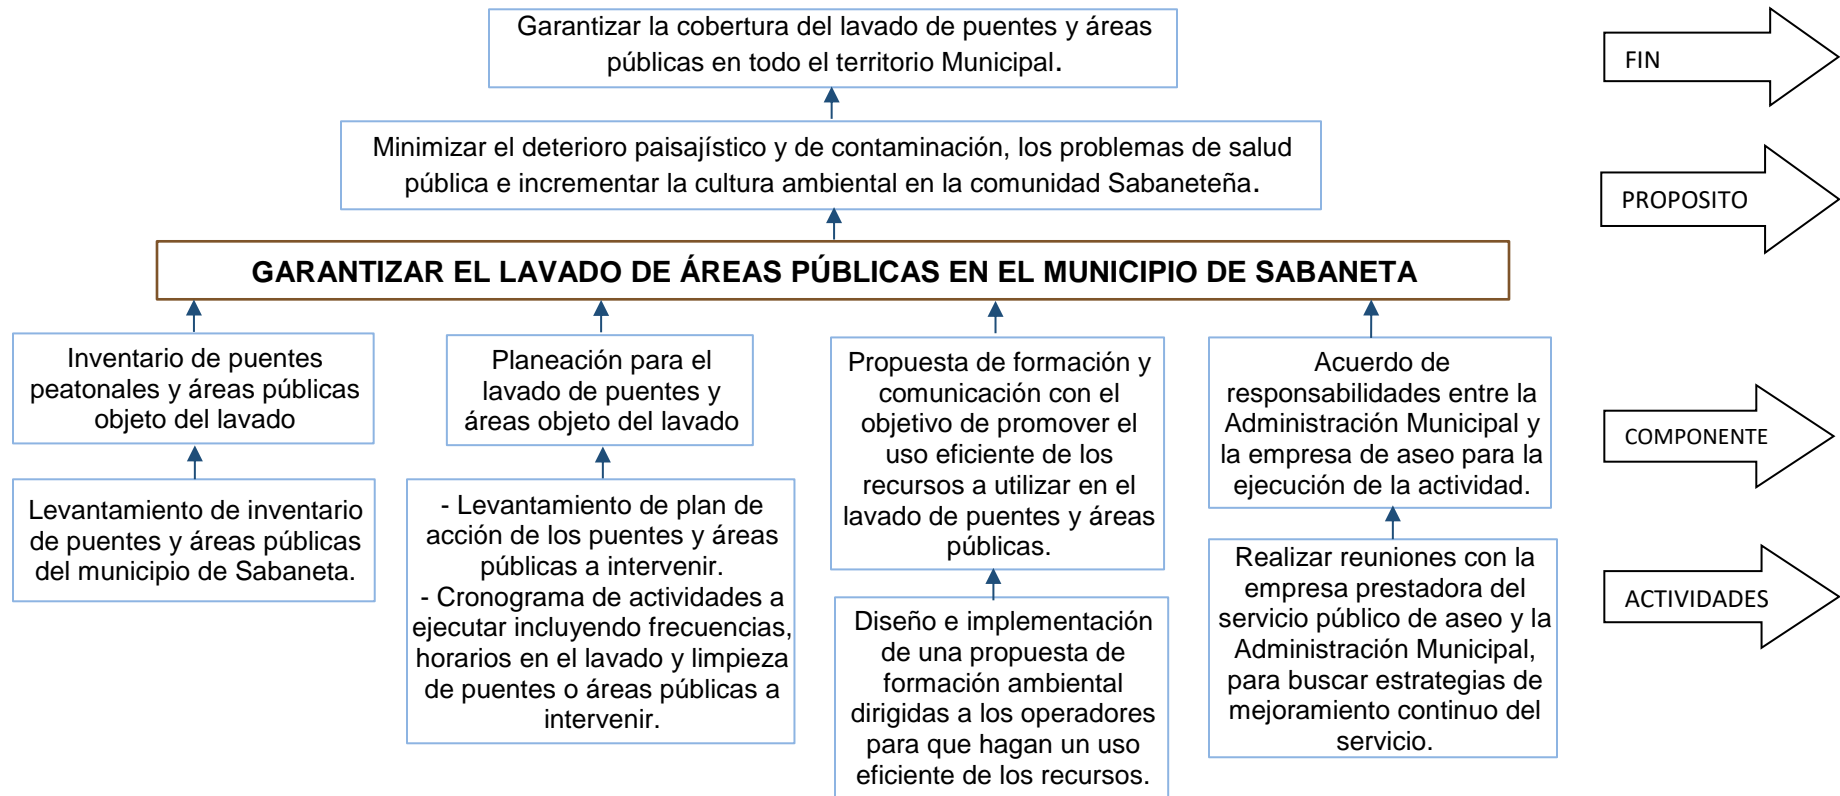 Garantizar la cobertura del lavado de puentes y áreas
públicas en todo el territorio Municipal.
FIN
Minimizar el deterioro paisajístico y de contaminación, los problemas de salud
pública e incrementar la cultura ambiental en la comunidad Sabaneteña.
PROPOSITO
GARANTIZAR EL LAVADO DE ÁREAS PÚBLICAS EN EL MUNICIPIO DE SABANETA
Inventario de puentes
peatonales y áreas públicas
objeto del lavado
Planeación para el
lavado de puentes y
áreas objeto del lavado
Propuesta de formación y
comunicación con el
objetivo de promover el
uso eficiente de los
recursos a utilizar en el
lavado de puentes y áreas
públicas.
Acuerdo de
responsabilidades entre la
Administración Municipal y
la empresa de aseo para la
ejecución de la actividad.
COMPONENTE
Levantamiento de inventario
de puentes y áreas públicas
del municipio de Sabaneta.
- Levantamiento de plan de
acción de los puentes y áreas
públicas a intervenir.
- Cronograma de actividades a
ejecutar incluyendo frecuencias,
horarios en el lavado y limpieza
de puentes o áreas públicas a
intervenir.
Diseño e implementación
de una propuesta de
formación ambiental
dirigidas a los operadores
para que hagan un uso
eficiente de los recursos.
Realizar reuniones con la
empresa prestadora del
servicio público de aseo y la
Administración Municipal,
para buscar estrategias de
mejoramiento continuo del
servicio.
ACTIVIDADES